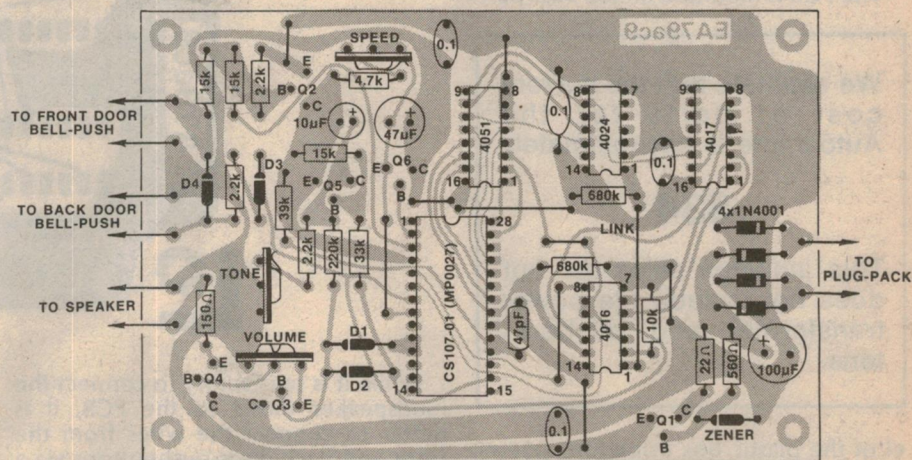 SPEED
0.1
EA79ac9
15k
15k
2.2k
E
B Q2
C
4.7k
10µF +
+ 47µF
9 8
4051
16 1
0.1
8 7
4024
14 1
9 8
4017
16 1
0.1
TO FRONT DOOR
BELL-PUSH
15k
D4
2.2k
D3
39k
E Q5 C
B
Q6
E C
B
680k
LINK
4x1N4001
TO BACK DOOR
BELL-PUSH
2.2k
220k
33k
1 28
CS107-01 (MP0027)
14 15
680k
TO
PLUG-PACK
TONE
TO SPEAKER
150Ω
VOLUME
D1
D2
47pF
8 7
4016
14 1
10k
22Ω
560Ω
+
100µF
E
B Q4
C
B
C Q3 E
0.1
E Q1 C
B
ZENER